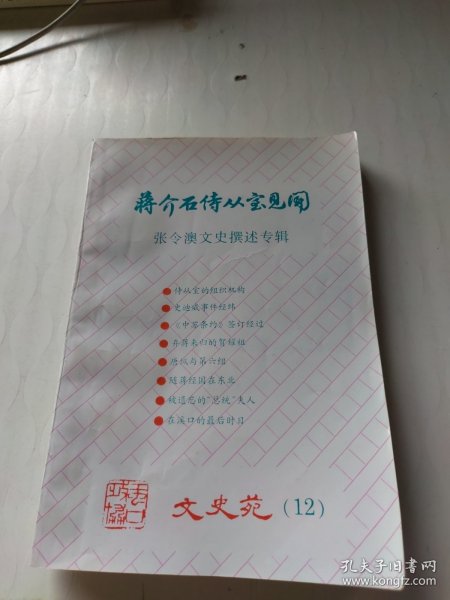 蒋介石侍从室见闻
张令澳文史撰述专辑
侍从室的组织机构
史迪威事件经纬
《中苏条约》签订经过
弃蒋来归的贺耀组
唐纵与第六组
随蒋经国在东北
被遗忘的“总统”夫人
在溪口的最后时日
文史苑（12）
孔夫子旧书网
www.kongfz.com